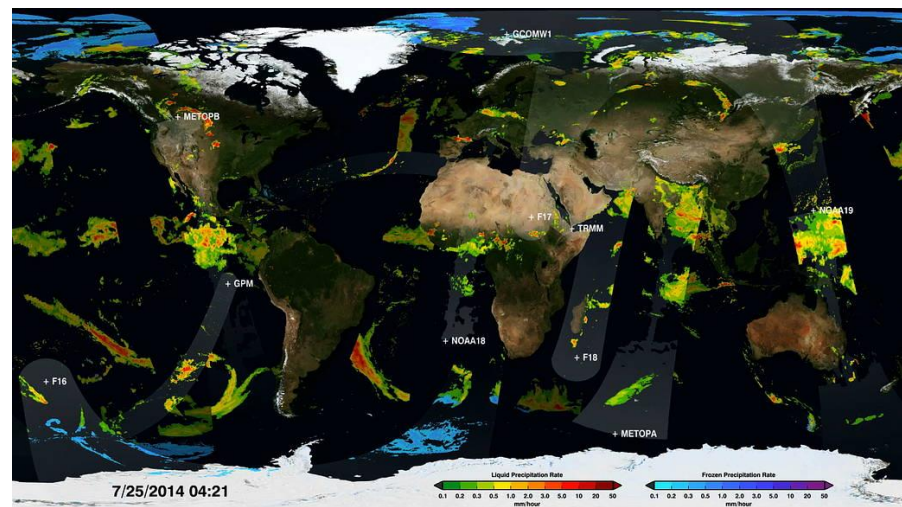 + GCOMW1
+ METOPB
+ NOAA19
+ F17
+ TRMM
+ GPM
+ NOAA18
+ F18
+ F16
+ METOPA
7/25/2014 04:21
Liquid Precipitation Rate
0.1 0.2 0.3 0.5 1.0 2.0 3.0 5.0 10 20 50
mm/hour
Frozen Precipitation Rate
0.1 0.2 0.3 0.5 1.0 2.0 3.0 5.0 10 20 50
mm/hour